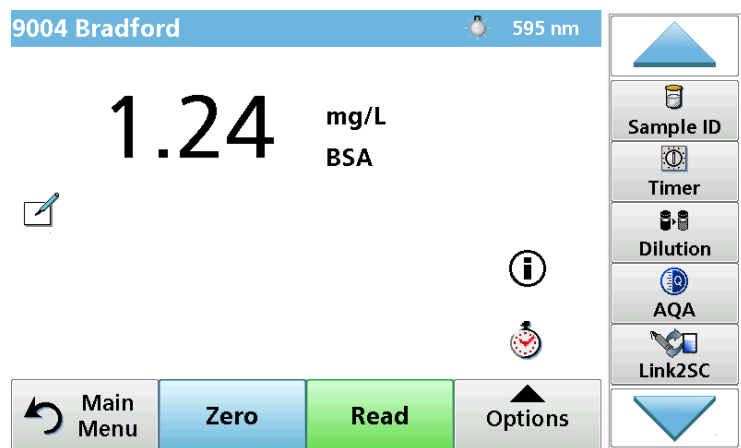 9004 Bradford
595 nm
1.24
mg/L
BSA
Sample ID
Timer
Dilution
AQA
Link2SC
Main
Menu
Zero
Read
Options